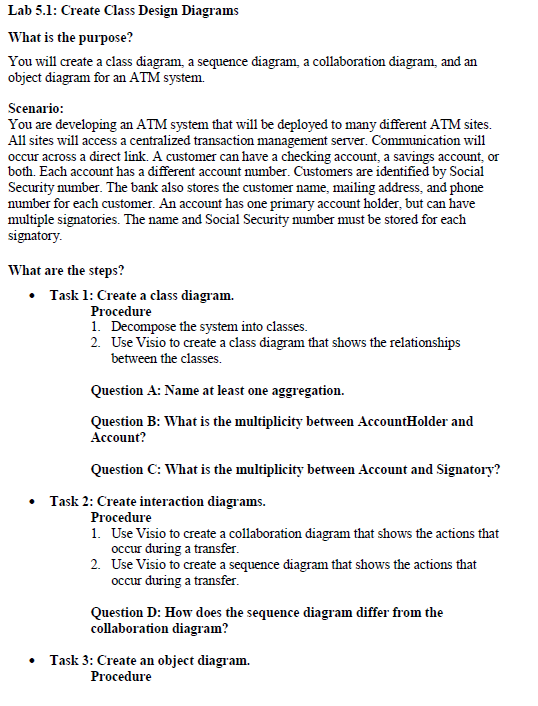 Lab 5.1: Create Class Design Diagrams
What is the purpose?
You will create a class diagram, a sequence diagram, a collaboration diagram, and an
object diagram for an ATM system.
Scenario:
You are developing an ATM system that will be deployed to many different ATM sites.
All sites will access a centralized transaction management server. Communication will
occur across a direct link. A customer can have a checking account, a savings account, or
both. Each account has a different account number. Customers are identified by Social
Security number. The bank also stores the customer name, mailing address, and phone
number for each customer. An account has one primary account holder, but can have
multiple signatories. The name and Social Security number must be stored for each
signatory.
What are the steps?
• Task 1: Create a class diagram.
Procedure
1. Decompose the system into classes.
2. Use Visio to create a class diagram that shows the relationships
between the classes.
Question A: Name at least one aggregation.
Question B: What is the multiplicity between AccountHolder and
Account?
Question C: What is the multiplicity between Account and Signatory?
• Task 2: Create interaction diagrams.
Procedure
1. Use Visio to create a collaboration diagram that shows the actions that
occur during a transfer.
2. Use Visio to create a sequence diagram that shows the actions that
occur during a transfer.
Question D: How does the sequence diagram differ from the
collaboration diagram?
• Task 3: Create an object diagram.
Procedure